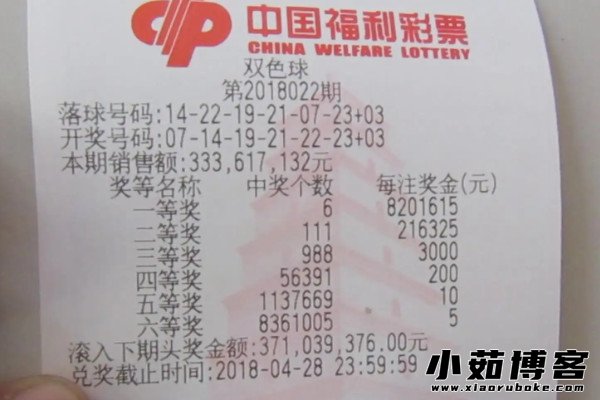 中国福利彩票
CHINA WELFARE LOTTERY
双色球
第2018022期
落球号码:14-22-19-21-07-23+03
开奖号码:07-14-19-21-22-23+03
本期销售额:333,617,132元
奖等名称 中奖个数 每注奖金(元)
一等奖 6 8201615
二等奖 111 216325
三等奖 988 3000
四等奖 56391 200
五等奖 1137669 10
六等奖 8361005 5
滚入下期头奖金额:371,039,376.00元
兑奖截止时间:2018-04-28 23:59:59
小茹博客
www.xiaoruboke.com